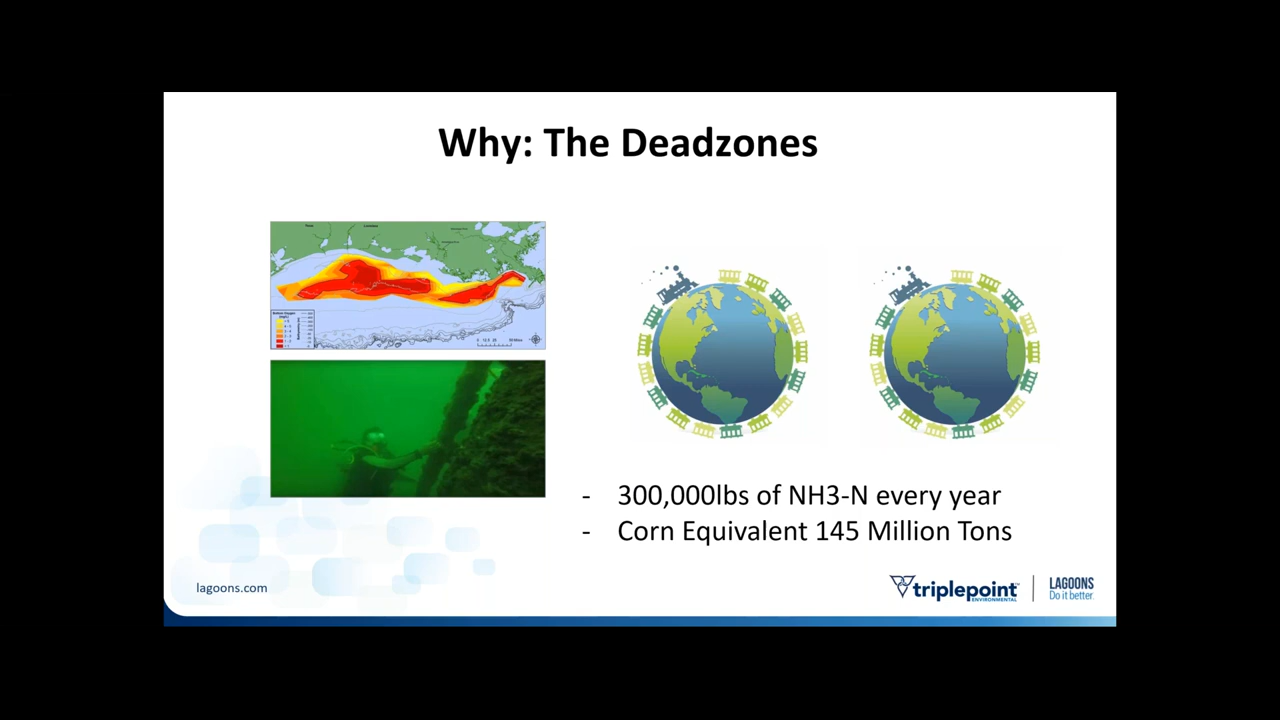 Why: The Deadzones
- 300,000lbs of NH3-N every year
- Corn Equivalent 145 Million Tons
lagoons.com
triplepoint
ENVIRONMENTAL
LAGOONS
Do it better.